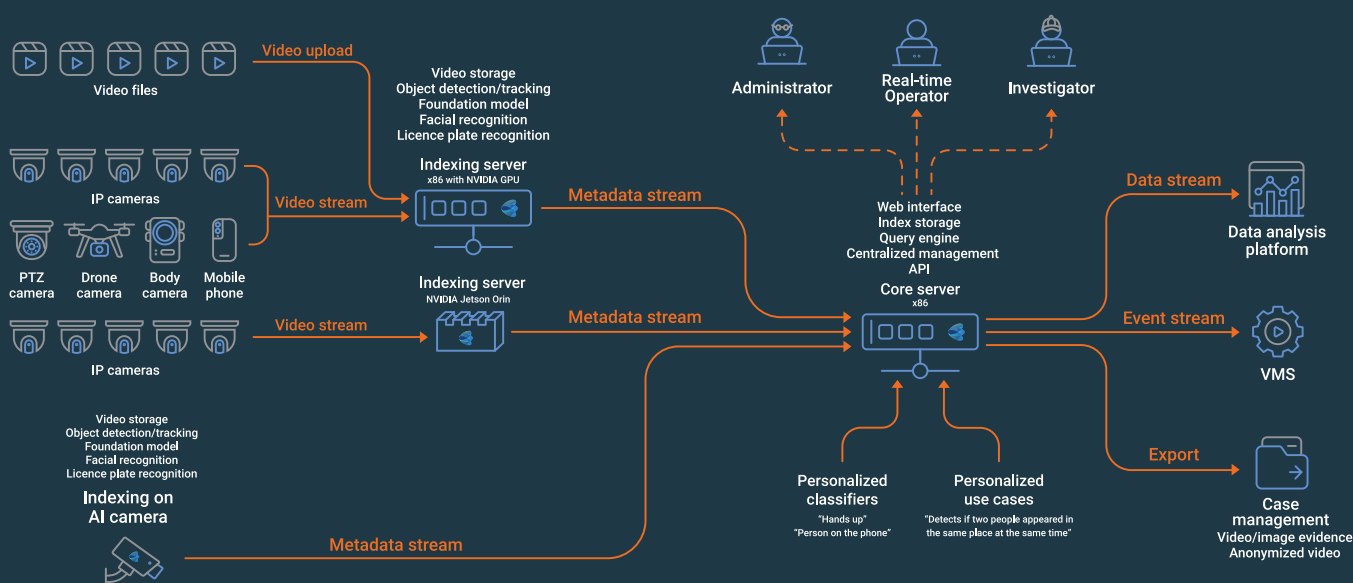 Video files
Video upload
IP cameras
Video stream
PTZ
camera
Drone
camera
Body
camera
Mobile
phone
IP cameras
Video stream
Video storage
Object detection/tracking
Foundation model
Facial recognition
Licence plate recognition
Indexing on
AI camera
Metadata stream
Video storage
Object detection/tracking
Foundation model
Facial recognition
Licence plate recognition
Indexing server
x86 with NVIDIA GPU
Metadata stream
Indexing server
NVIDIA Jetson Orin
Metadata stream
Administrator
Real-time
Operator
Investigator
Web interface
Index storage
Query engine
Centralized management
API
Core server
x86
Personalized
classifiers
"Hands up"
"Person on the phone"
Personalized
use cases
"Detects if two people appeared in
the same place at the same time"
Data stream
Data analysis
platform
Event stream
VMS
Export
Case
management
Video/image evidence
Anonymized video